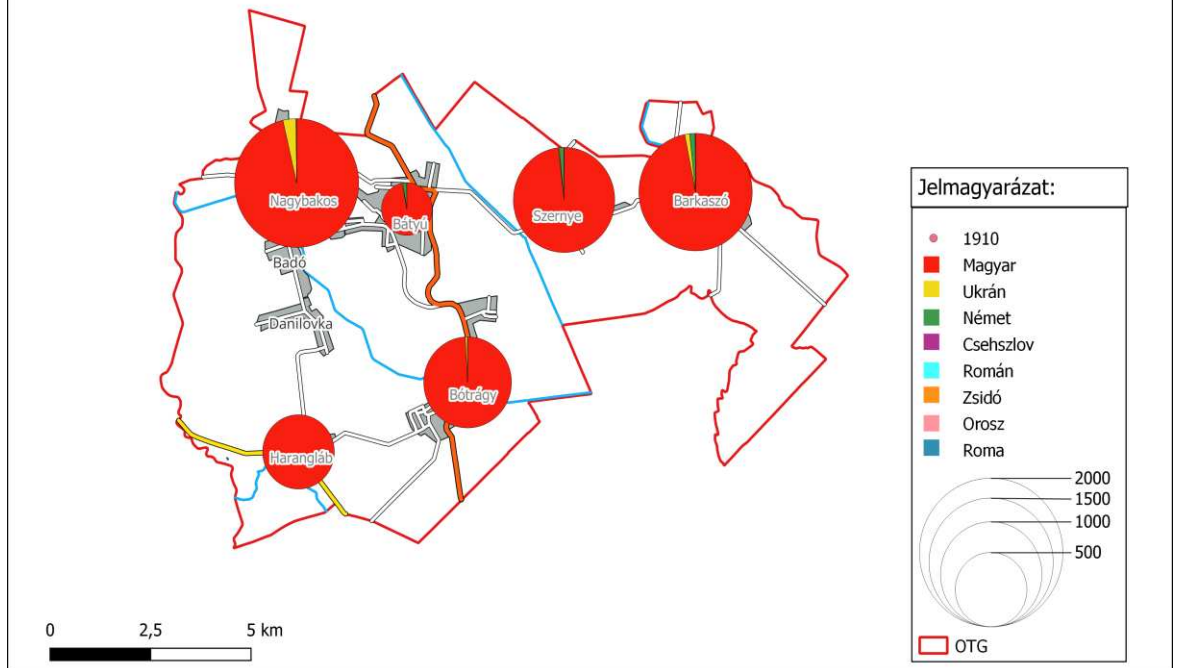 Nagybakos
Bátyú
Szernye
Barkaszó
Badó
Danilovka
Bótrágy
Harangláb
0 2,5 5 km
Jelmagyarázat:
1910
Magyar
Ukrán
Német
Csehszlov
Román
Zsidó
Orosz
Roma
2000
1500
1000
500
OTG